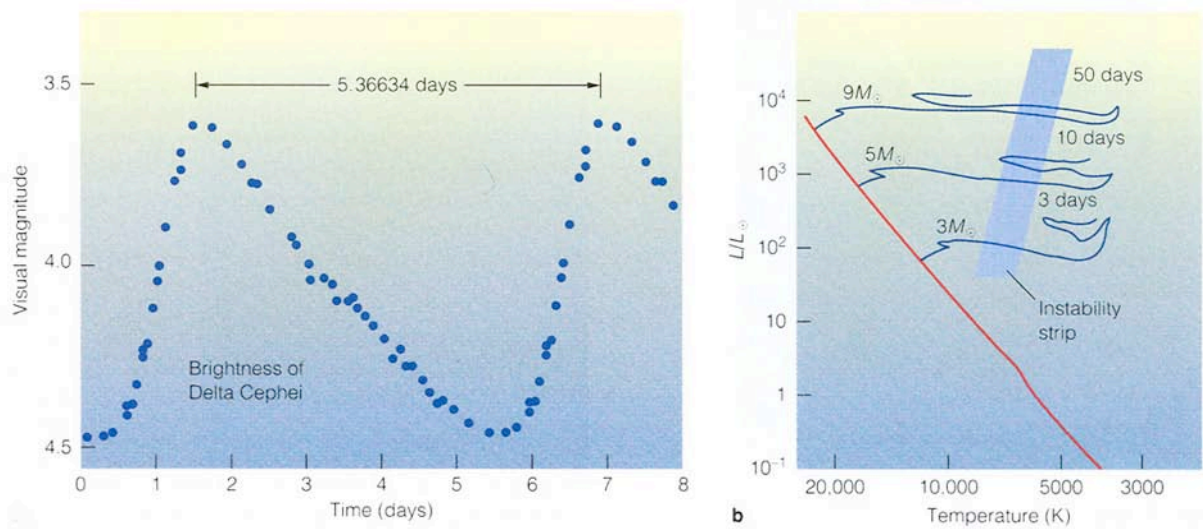 3.5
4.0
4.5
Visual magnitude
5.36634 days
Brightness of
Delta Cephei
0 1 2 3 4 5 6 7 8
Time (days)
10⁴
10³
10²
10
1
10⁻¹
L/L☉
9M☉
5M☉
3M☉
50 days
10 days
3 days
Instability
strip
20,000 10,000 5000 3000
b
Temperature (K)